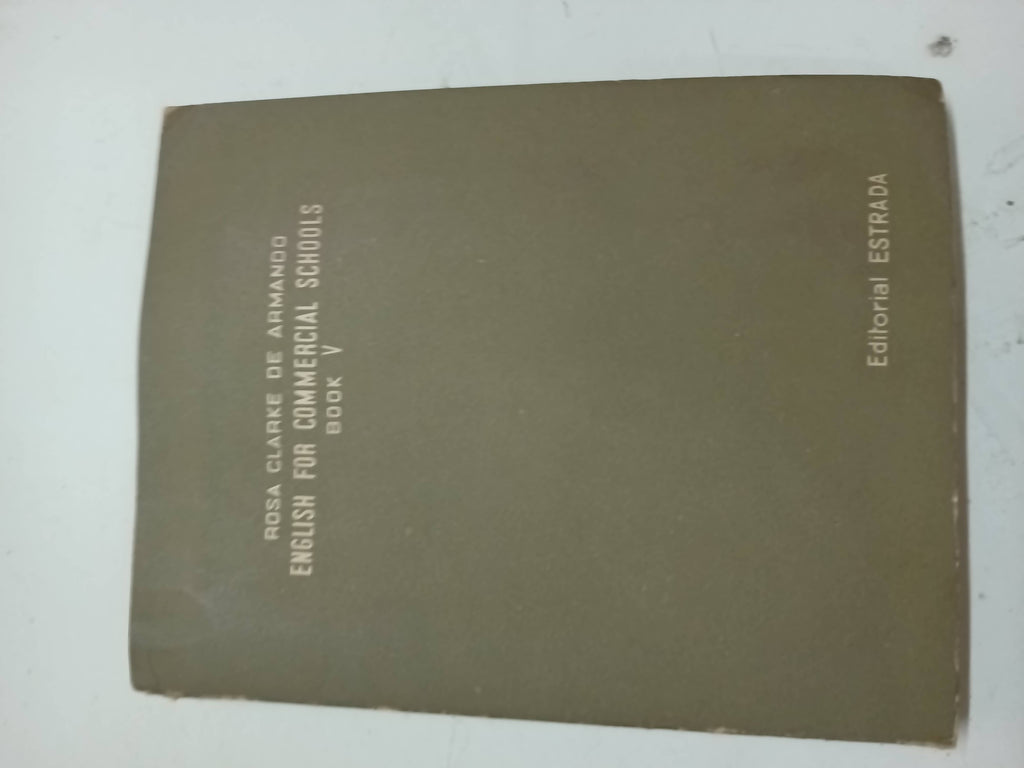 ROSA CLARKE DE ARMANDO
ENGLISH FOR COMMERCIAL SCHOOLS
BOOK V
Editorial ESTRADA